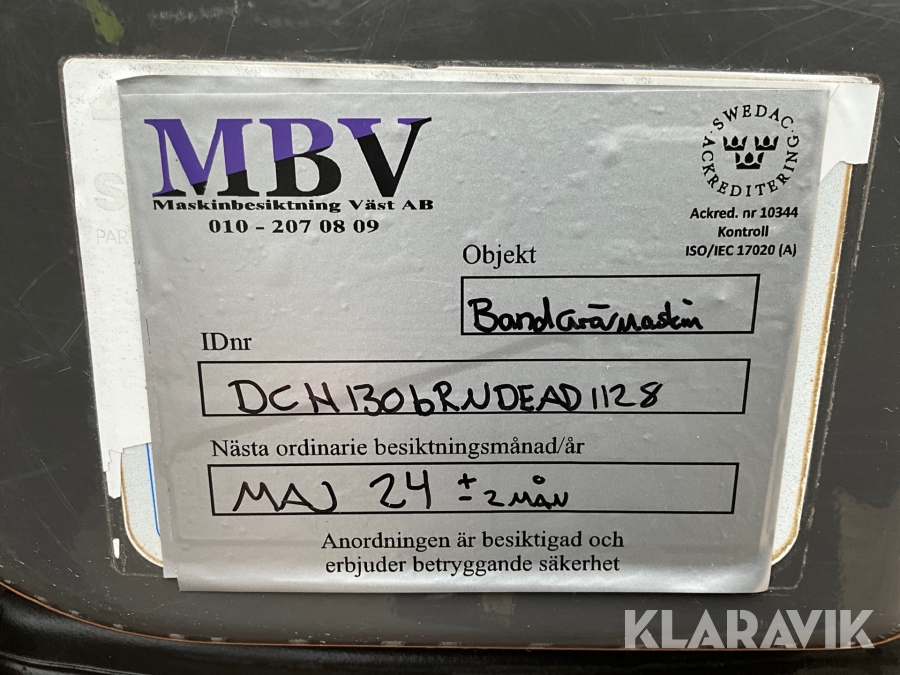 MBV
Maskinbesiktning Väst AB
010 - 207 08 09
SWEDAC ACKREDITERING
Ackred. nr 10344
Kontroll
ISO/IEC 17020 (A)
Objekt
Bandgrävmaskin
IDnr
DCH1306RNDEAD1128
Nästa ordinarie besiktningsmånad/år
MAJ 24 ± 2 MÅN
Anordningen är besiktigad och
erbjuder betryggande säkerhet
KLARAVIK